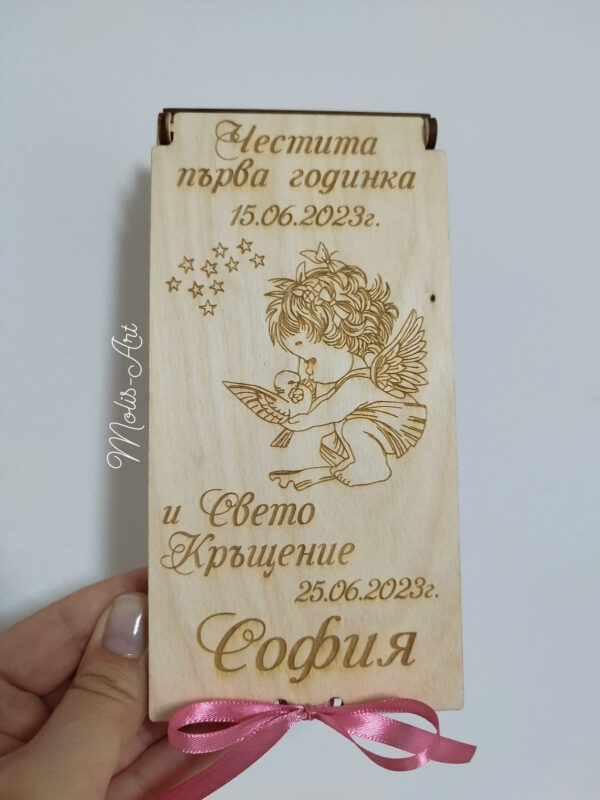 Честита
първа годинка
15.06.2023г.
Molis-Art
и Свето
Кръщение
25.06.2023г.
София